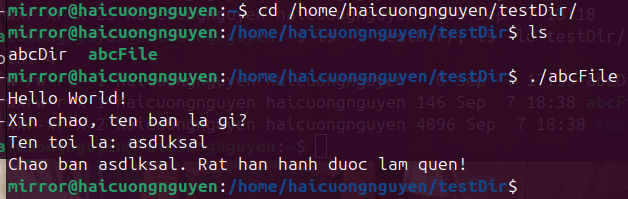 mirror@haicuongnguyen:~$ cd /home/haicuongnguyen/testDir/
mirror@haicuongnguyen:/home/haicuongnguyen/testDir$ ls
abcDir  abcFile
mirror@haicuongnguyen:/home/haicuongnguyen/testDir$ ./abcFile
Hello World!
Xin chao, ten ban la gi?
Ten toi la: asdlksal
Chao ban asdlksal. Rat han hanh duoc lam quen!
mirror@haicuongnguyen:/home/haicuongnguyen/testDir$